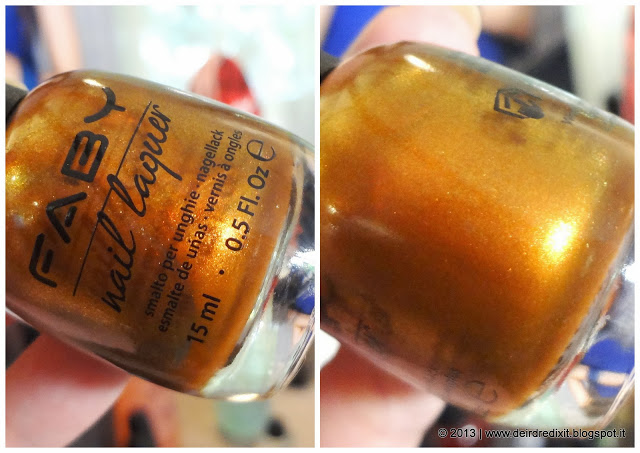 FABY
nail laquer
smalto per unghie · nagellack
esmalte de uñas · vernis à ongles
15 ml · 0.5 Fl. Oz e
© 2013 | www.deirdredixit.blogspot.it